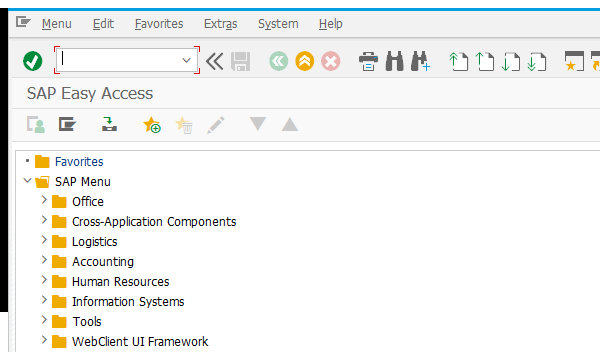 Menu Edit Favorites Extras System Help
SAP Easy Access
Favorites
SAP Menu
Office
Cross-Application Components
Logistics
Accounting
Human Resources
Information Systems
Tools
WebClient UI Framework